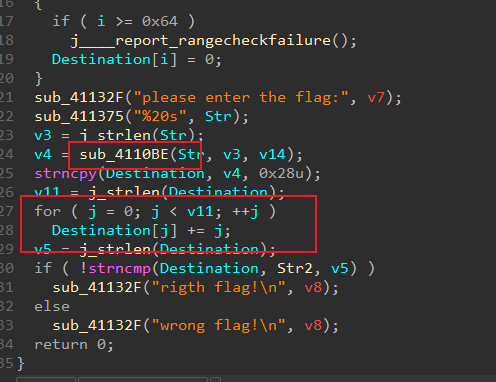 16 {
17 if ( i >= 0x64 )
18 j____report_rangecheckfailure();
19 Destination[i] = 0;
20 }
21 sub_41132F("please enter the flag:", v7);
22 sub_411375("%20s", Str);
23 v3 = j_strlen(Str);
24 v4 = sub_4110BE(Str, v3, v14);
25 strncpy(Destination, v4, 0x28u);
26 v11 = j_strlen(Destination);
27 for ( j = 0; j < v11; ++j )
28 Destination[j] += j;
29 v5 = j_strlen(Destination);
30 if ( !strncmp(Destination, Str2, v5) )
31 sub_41132F("rigth flag!\n", v8);
32 else
33 sub_41132F("wrong flag!\n", v8);
34 return 0;
35 }